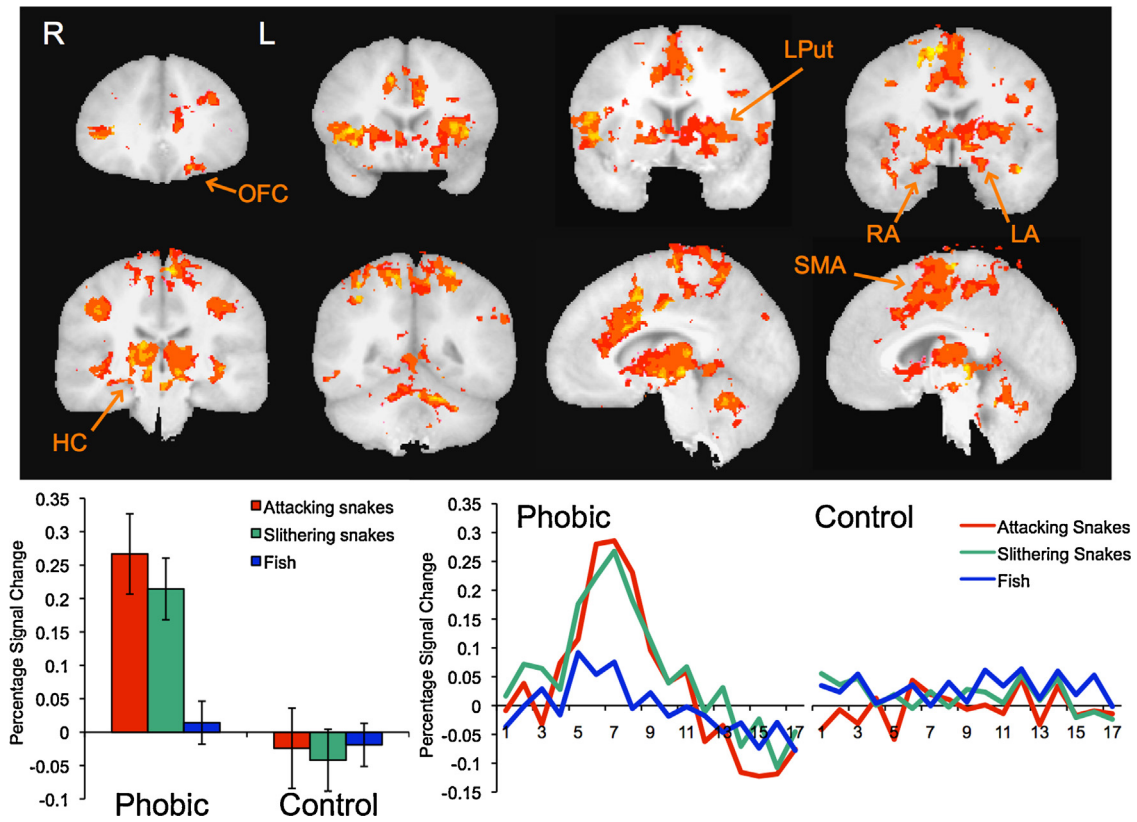 R
L
LPut
OFC
RA
LA
SMA
HC
0.35
0.3
0.25
0.2
0.15
0.1
0.05
0
-0.05
-0.1
Percentage Signal Change
Attacking snakes
Slithering snakes
Fish
Phobic
Control
0.35
0.3
0.25
0.2
0.15
0.1
0.05
0
-0.05
-0.1
0.15
Percentage Signal Change
Phobic
1 3 5 7 9 11 13 15 17
Control
Attacking Snakes
Slithering Snakes
Fish
1 3 5 7 9 11 13 15 17